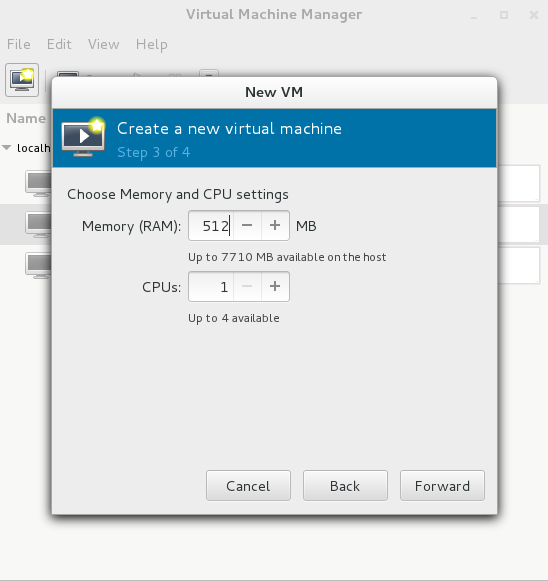 Virtual Machine Manager
File Edit View Help
New VM
Name
Create a new virtual machine
Step 3 of 4
localh
Choose Memory and CPU settings
Memory (RAM): 512 − + MB
Up to 7710 MB available on the host
CPUs: 1 − +
Up to 4 available
Cancel Back Forward